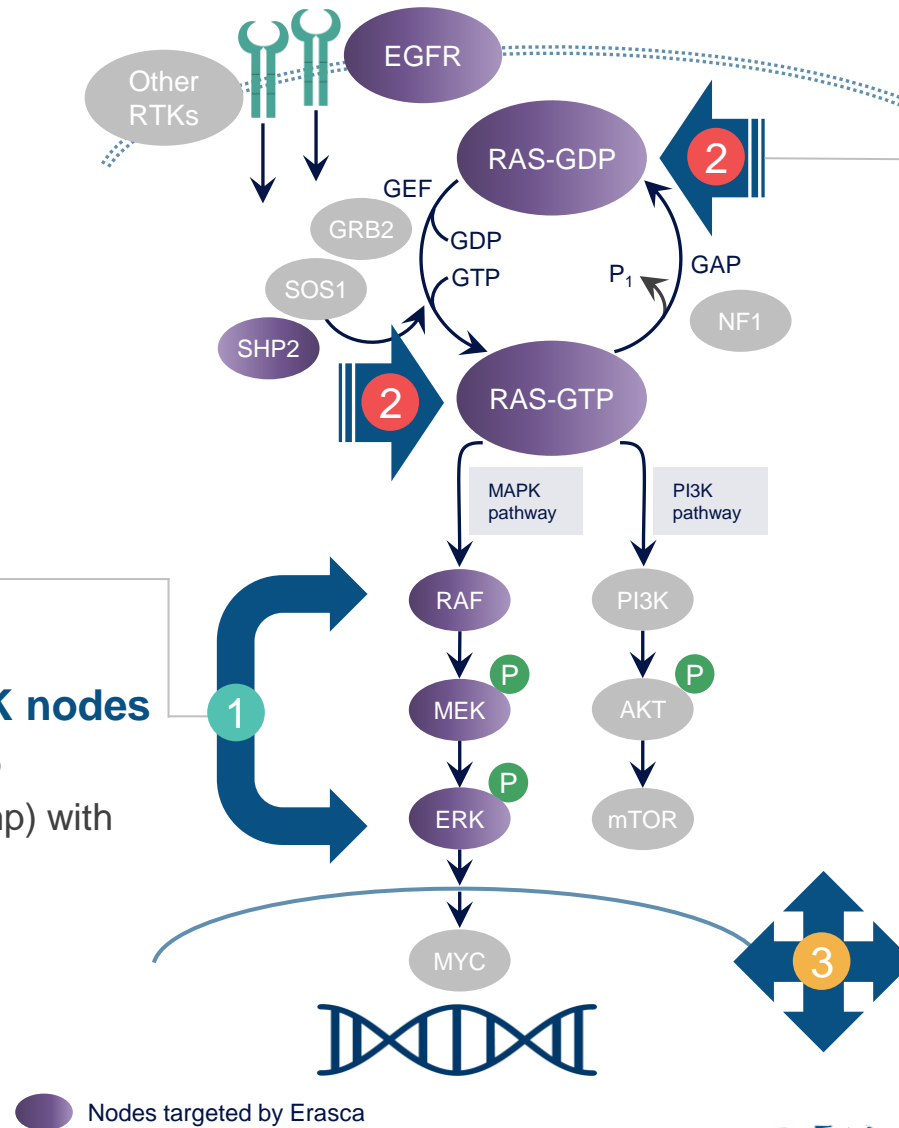 EGFR
Other
RTKs
RAS-GDP
2
GEF
GRB2
GDP
GAP
GTP
P1
SOS1
NF1
SHP2
2
RAS-GTP
MAPK
pathway
PI3K
pathway
RAF
PI3K
P
P
K nodes
1
MEK
AKT
P
) with
ERK
mTOR
MYC
3
Nodes targeted by Erasca